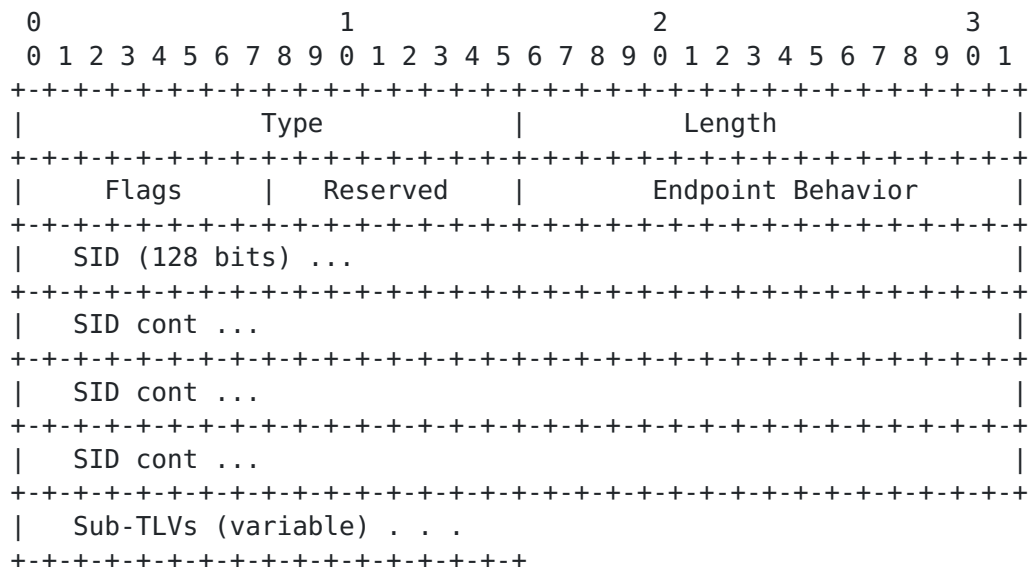 0                   1                   2                   3
 0 1 2 3 4 5 6 7 8 9 0 1 2 3 4 5 6 7 8 9 0 1 2 3 4 5 6 7 8 9 0 1
+-+-+-+-+-+-+-+-+-+-+-+-+-+-+-+-+-+-+-+-+-+-+-+-+-+-+-+-+-+-+-+-+
|               Type            |          Length               |
+-+-+-+-+-+-+-+-+-+-+-+-+-+-+-+-+-+-+-+-+-+-+-+-+-+-+-+-+-+-+-+-+
|     Flags     |   Reserved    |        Endpoint Behavior      |
+-+-+-+-+-+-+-+-+-+-+-+-+-+-+-+-+-+-+-+-+-+-+-+-+-+-+-+-+-+-+-+-+
|   SID (128 bits) ...                                          |
+-+-+-+-+-+-+-+-+-+-+-+-+-+-+-+-+-+-+-+-+-+-+-+-+-+-+-+-+-+-+-+-+
|   SID cont ...                                                |
+-+-+-+-+-+-+-+-+-+-+-+-+-+-+-+-+-+-+-+-+-+-+-+-+-+-+-+-+-+-+-+-+
|   SID cont ...                                                |
+-+-+-+-+-+-+-+-+-+-+-+-+-+-+-+-+-+-+-+-+-+-+-+-+-+-+-+-+-+-+-+-+
|   SID cont ...                                                |
+-+-+-+-+-+-+-+-+-+-+-+-+-+-+-+-+-+-+-+-+-+-+-+-+-+-+-+-+-+-+-+-+
|   Sub-TLVs (variable) . . .
+-+-+-+-+-+-+-+-+-+-+-+-+-+-+-+-+